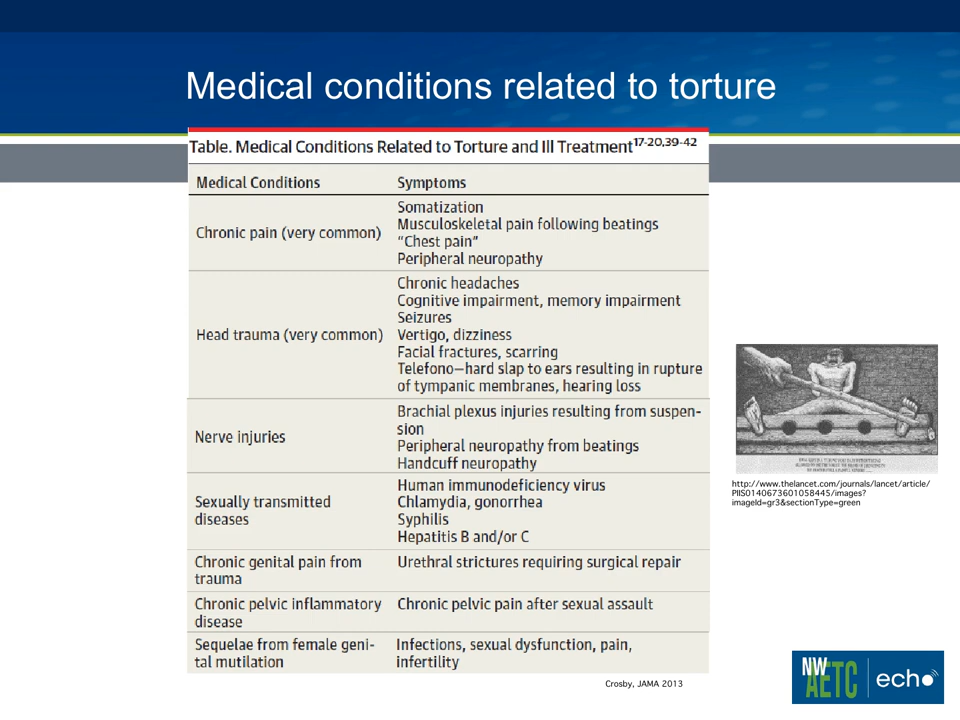 Medical conditions related to torture
Table. Medical Conditions Related to Torture and Ill Treatment17-20,39-42
Medical Conditions Symptoms
Chronic pain (very common)
Somatization
Musculoskeletal pain following beatings
“Chest pain”
Peripheral neuropathy
Head trauma (very common)
Chronic headaches
Cognitive impairment, memory impairment
Seizures
Vertigo, dizziness
Facial fractures, scarring
Telefono—hard slap to ears resulting in rupture
of tympanic membranes, hearing loss
Nerve injuries
Brachial plexus injuries resulting from suspen-
sion
Peripheral neuropathy from beatings
Handcuff neuropathy
Sexually transmitted
diseases
Human immunodeficiency virus
Chlamydia, gonorrhea
Syphilis
Hepatitis B and/or C
Chronic genital pain from
trauma
Urethral strictures requiring surgical repair
Chronic pelvic inflammatory
disease
Chronic pelvic pain after sexual assault
Sequelae from female geni-
tal mutilation
Infections, sexual dysfunction, pain,
infertility
Crosby, JAMA 2013
http://www.thelancet.com/journals/lancet/article/
PIIS0140673601058445/images?
imageId=gr3&sectionType=green
NW
AETC
echo